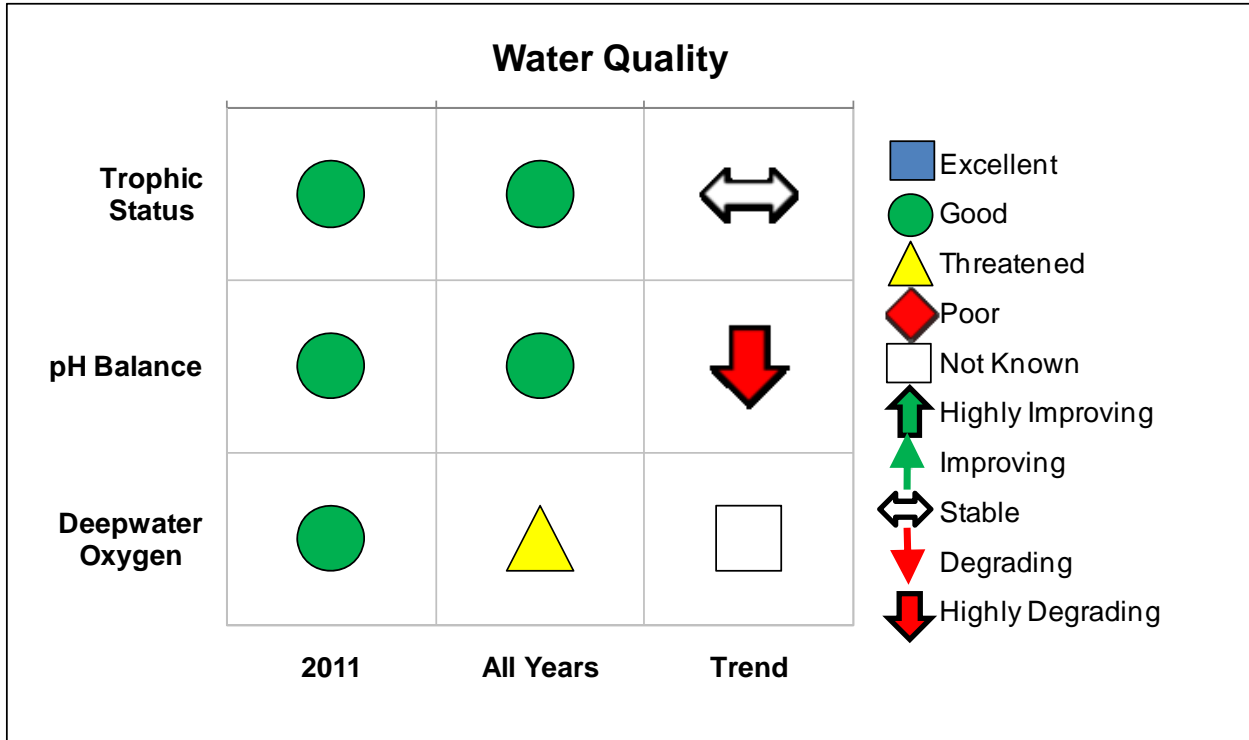 Water Quality
Trophic
Status
pH Balance
Deepwater
Oxygen
2011
All Years
Trend
Excellent
Good
Threatened
Poor
Not Known
Highly Improving
Improving
Stable
Degrading
Highly Degrading